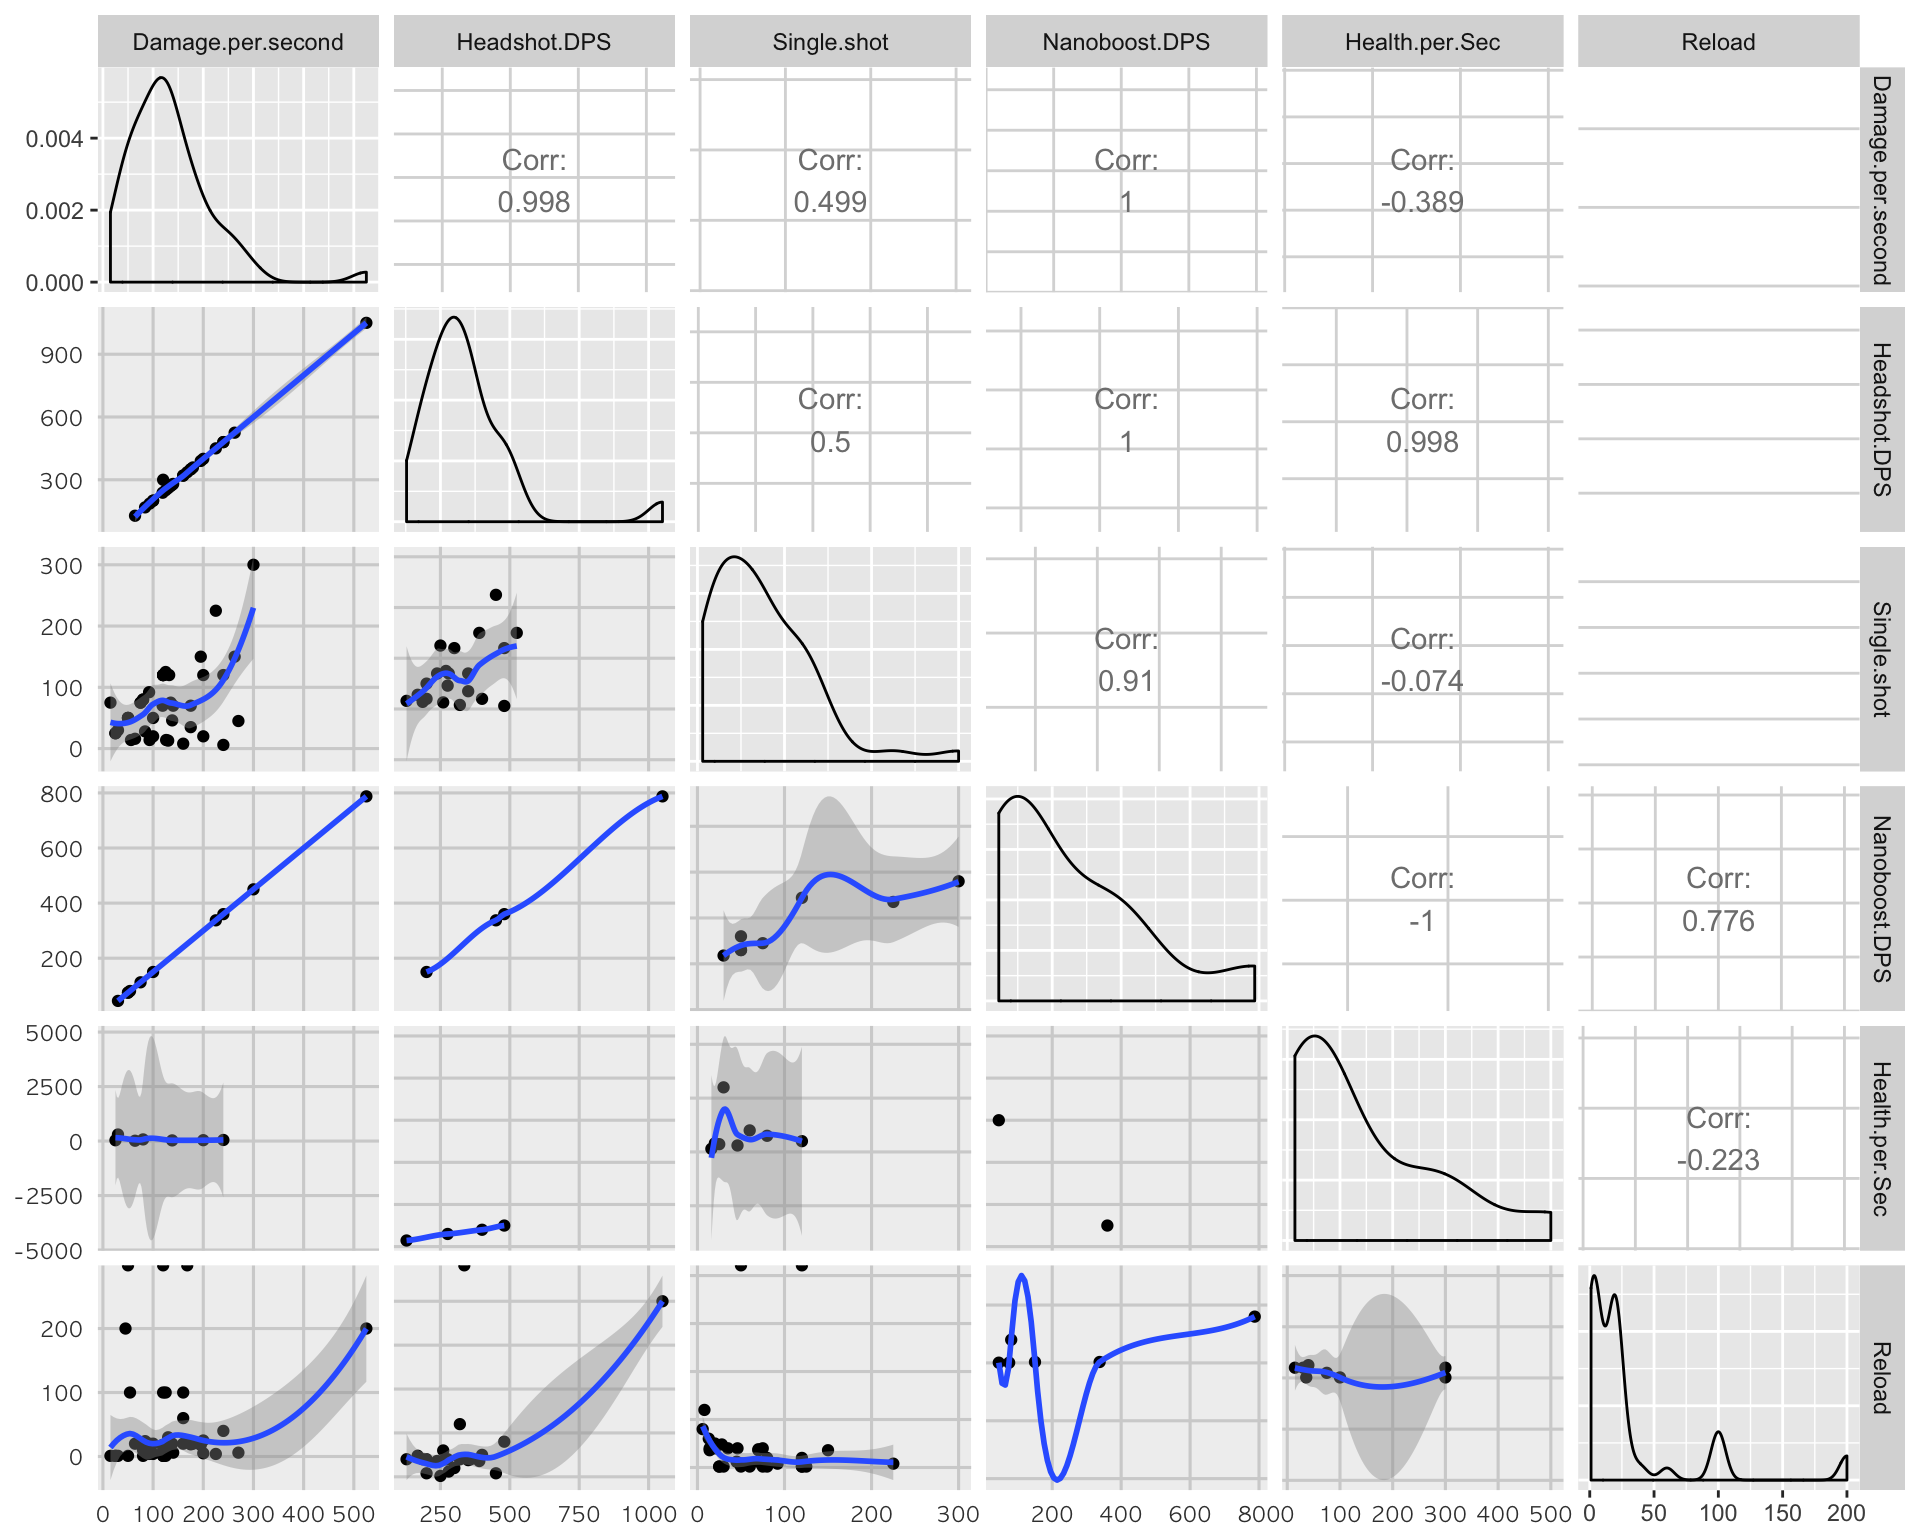 Damage.per.second Headshot.DPS Single.shot Nanoboost.DPS Health.per.Sec Reload
0.004
0.002
0.000
Corr:
0.998
Corr:
0.499
Corr:
1
Corr:
-0.389
Damage.per.second
900
600
300
Corr:
0.5
Corr:
1
Corr:
0.998
Headshot.DPS
300
200
100
0
Corr:
0.91
Corr:
-0.074
Single.shot
800
600
400
200
Corr:
-1
Corr:
0.776
Nanoboost.DPS
5000
2500
0
-2500
-5000
Corr:
-0.223
Health.per.Sec
200
100
0
Reload
0 100 200 300 400 500 250 500 750 1000 0 100 200 300 200 400 600 800 0 100 200 300 400 500 0 50 100 150 200